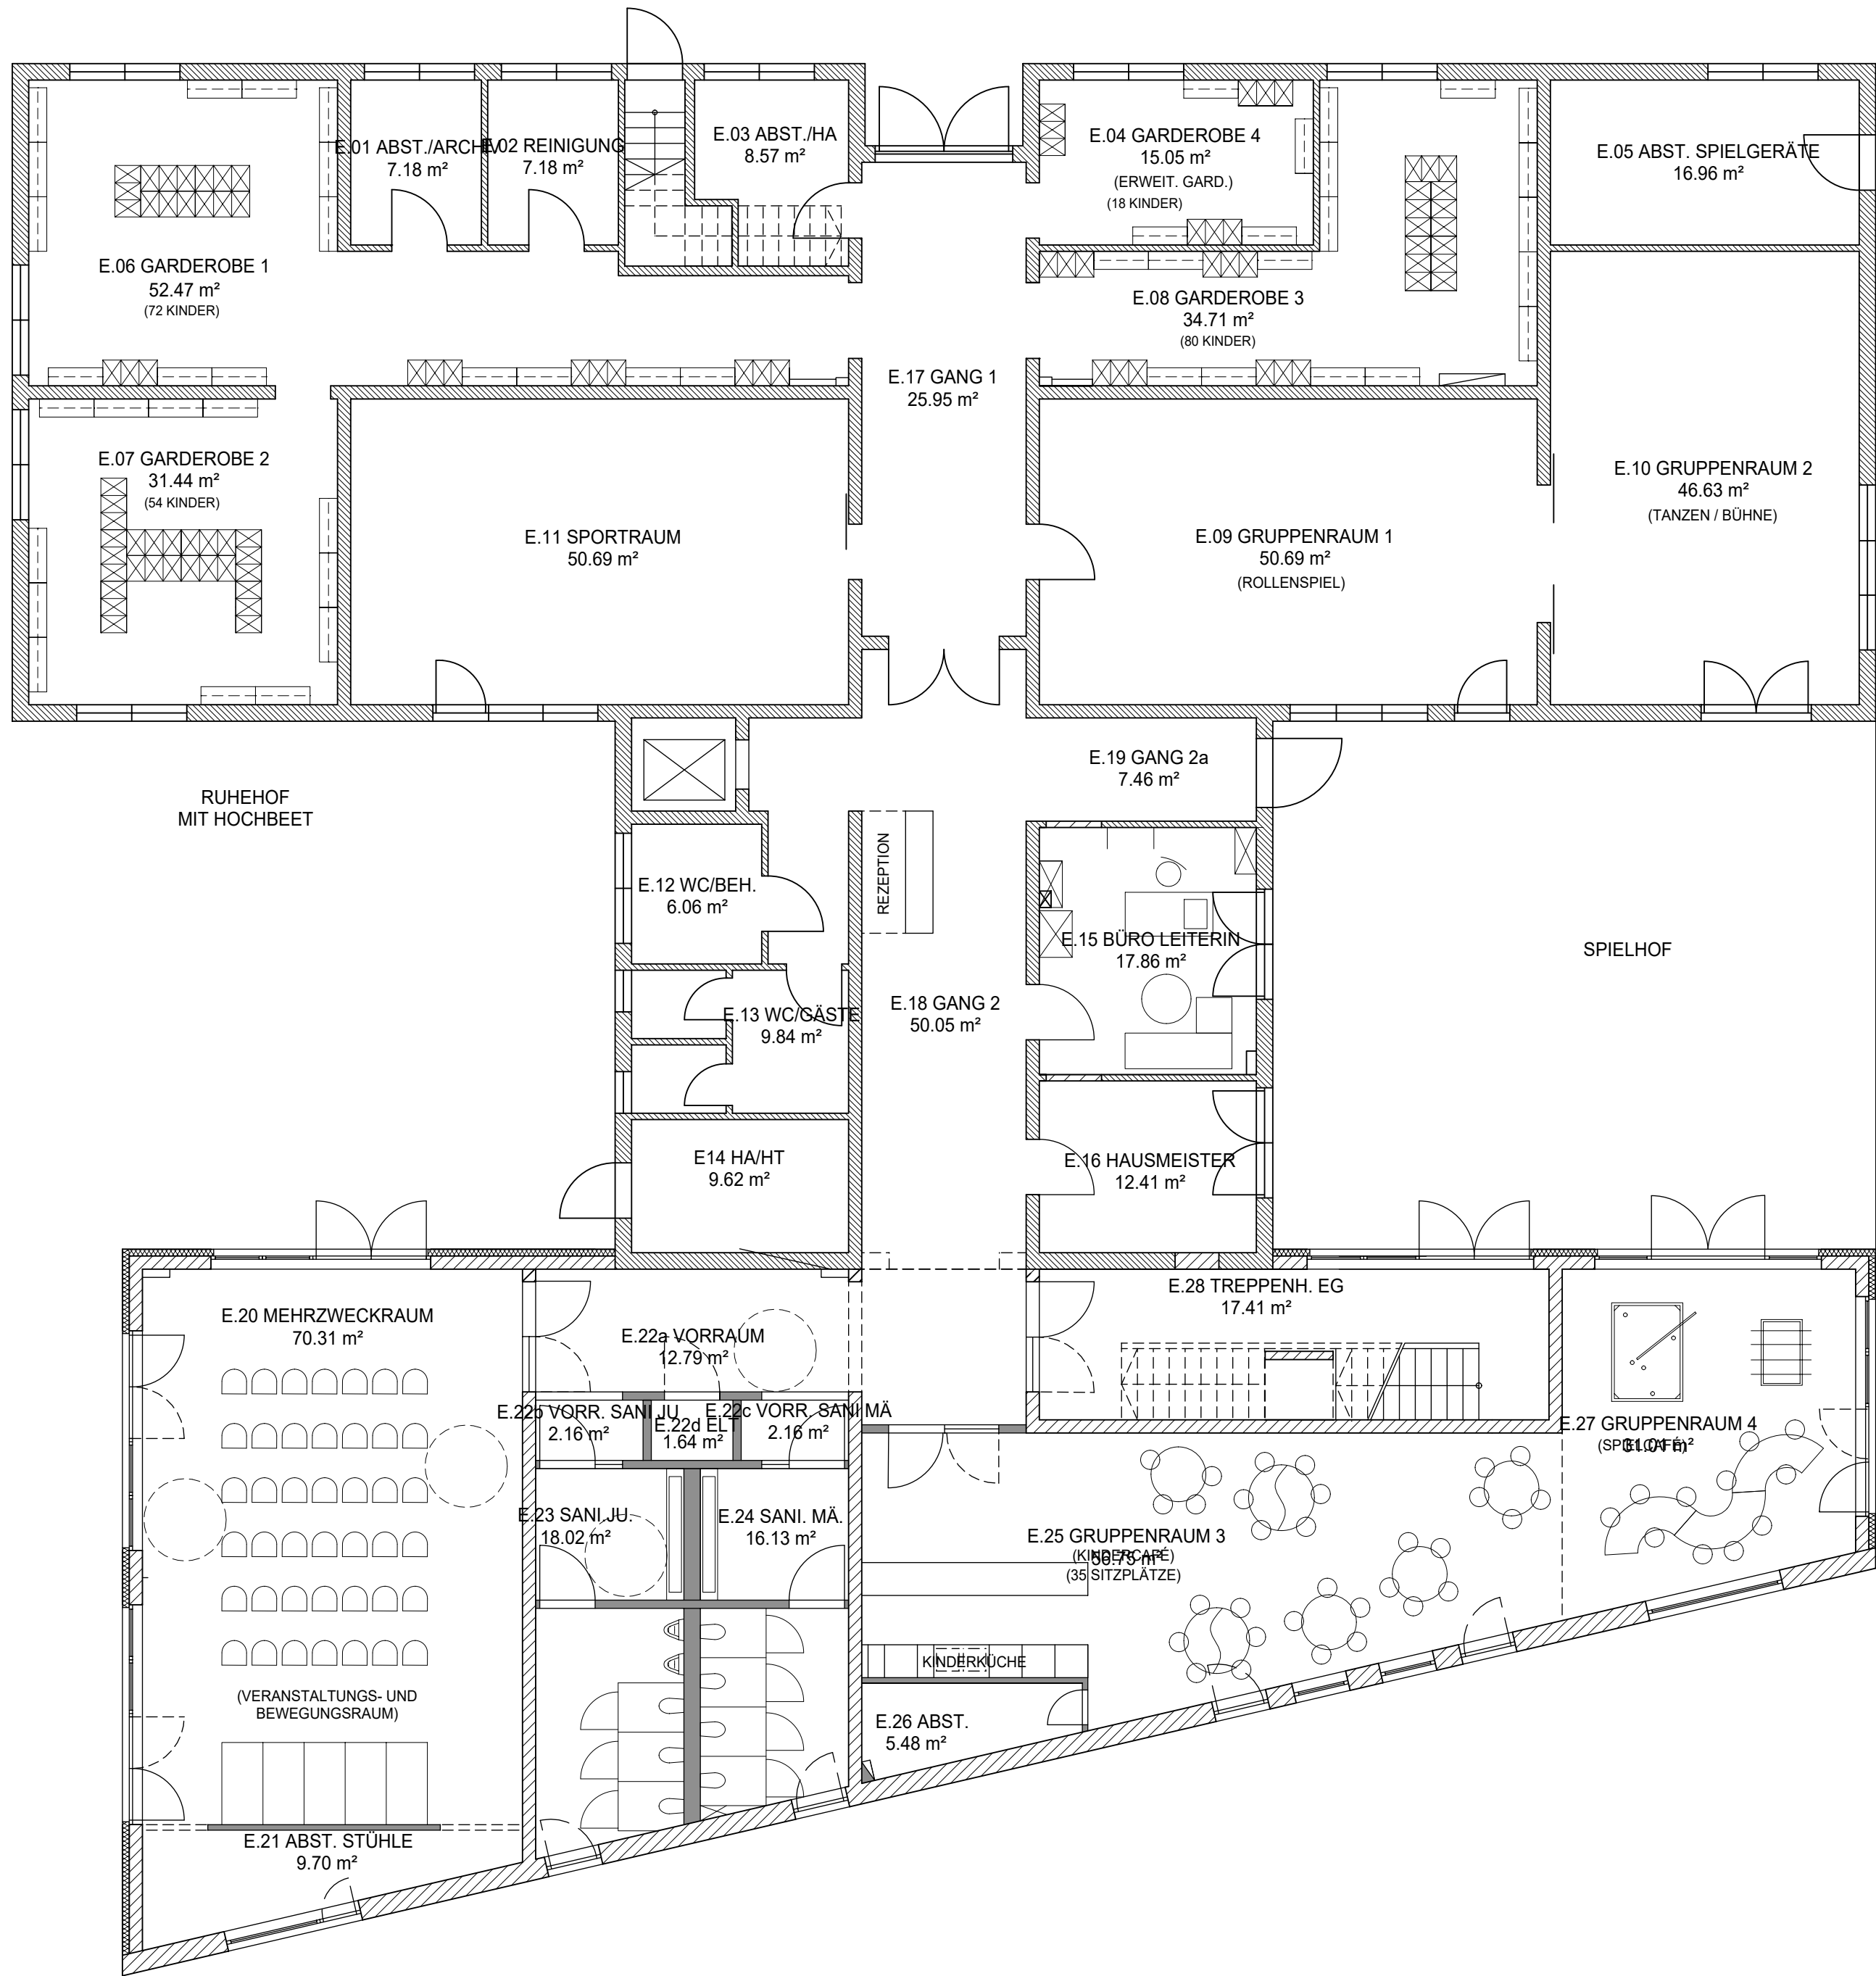 E.01 ABST./ARCHIV
7.18 m²
E.02 REINIGUNG
7.18 m²
E.03 ABST./HA
8.57 m²
E.04 GARDEROBE 4
15.05 m²
(ERWEIT. GARD.)
(18 KINDER)
E.05 ABST. SPIELGERÄTE
16.96 m²
E.06 GARDEROBE 1
52.47 m²
(72 KINDER)
E.08 GARDEROBE 3
34.71 m²
(80 KINDER)
E.17 GANG 1
25.95 m²
E.07 GARDEROBE 2
31.44 m²
(54 KINDER)
E.10 GRUPPENRAUM 2
46.63 m²
(TANZEN / BÜHNE)
E.11 SPORTRAUM
50.69 m²
E.09 GRUPPENRAUM 1
50.69 m²
(ROLLENSPIEL)
E.19 GANG 2a
7.46 m²
RUHEHOF
MIT HOCHBEET
REZEPTION
E.12 WC/BEH.
6.06 m²
E.15 BÜRO LEITERIN
17.86 m²
SPIELHOF
E.13 WC/GÄSTE
9.84 m²
E.18 GANG 2
50.05 m²
E14 HA/HT
9.62 m²
E.16 HAUSMEISTER
12.41 m²
E.20 MEHRZWECKRAUM
70.31 m²
E.22a VORRAUM
12.79 m²
E.28 TREPPENH. EG
17.41 m²
E.22b VORR. SANI JU
2.16 m²
E.22d ELT
1.64 m²
E.22c VORR. SANI MÄ
2.16 m²
E.27 GRUPPENRAUM 4
(SPIELCAFÉ)
31.01 m²
E.23 SANI JU.
18.02 m²
E.24 SANI. MÄ.
16.13 m²
E.25 GRUPPENRAUM 3
(KINDERCAFÉ)
(35 SITZPLÄTZE)
KINDERKÜCHE
(VERANSTALTUNGS- UND
BEWEGUNGSRAUM)
E.26 ABST.
5.48 m²
E.21 ABST. STÜHLE
9.70 m²